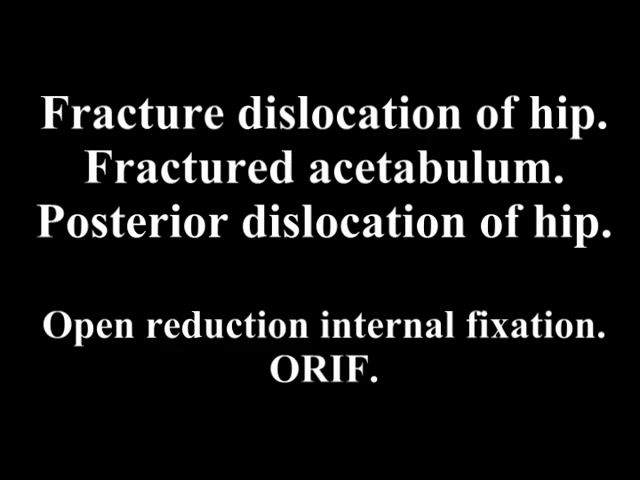 Fracture dislocation of hip.
Fractured acetabulum.
Posterior dislocation of hip.
Open reduction internal fixation.
ORIF.